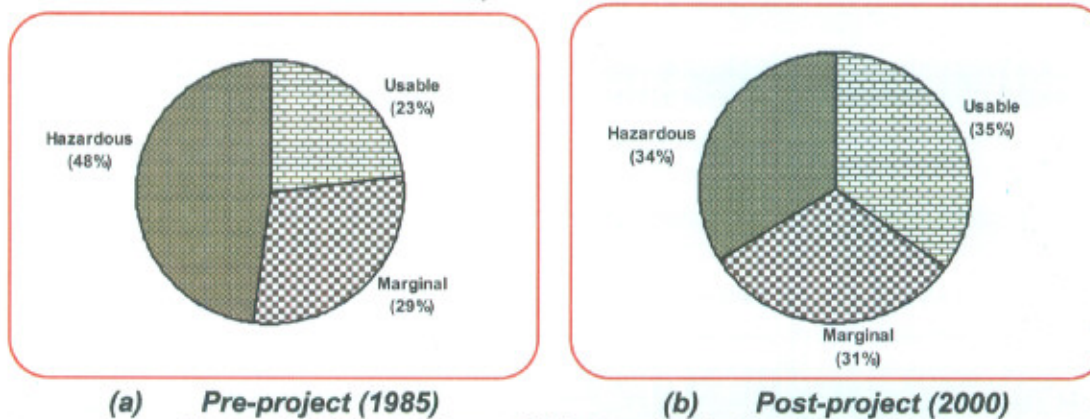 Usable
(23%)
Hazardous
(48%)
Marginal
(29%)
(a) Pre-project (1985)
Usable
(35%)
Hazardous
(34%)
Marginal
(31%)
(b) Post-project (2000)